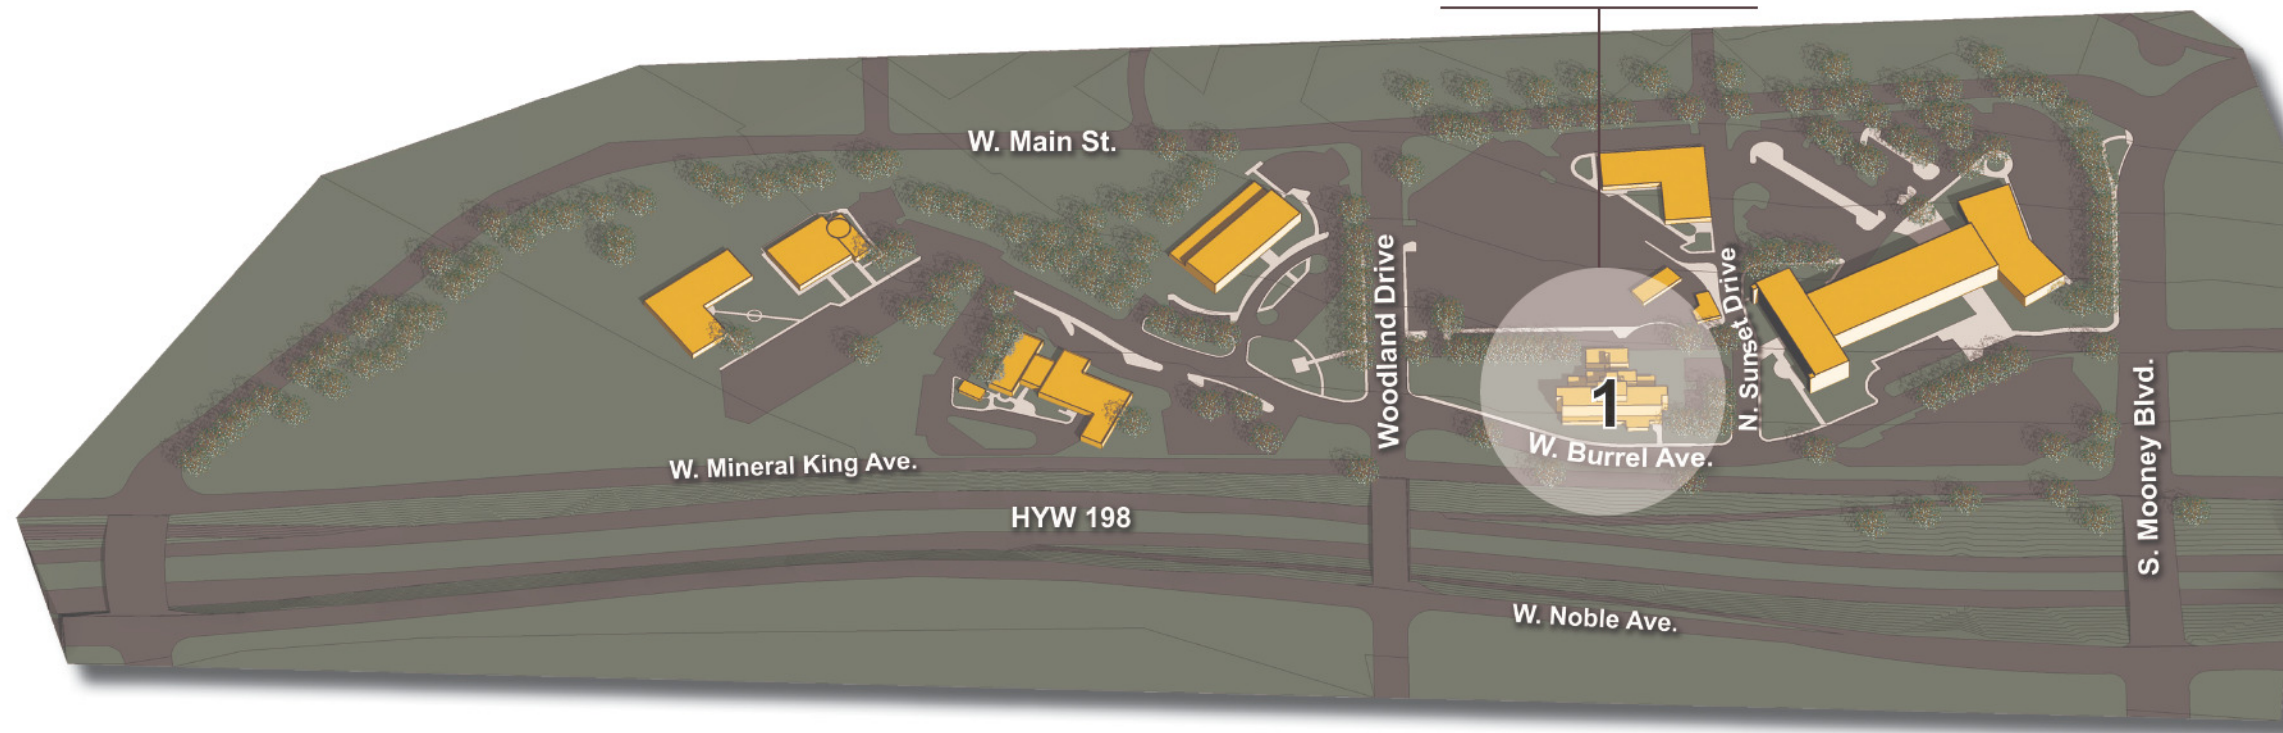 W. Main St.
Woodland Drive
N. Sunset Drive
1
W. Burrel Ave.
W. Mineral King Ave.
HYW 198
S. Mooney Blvd.
W. Noble Ave.